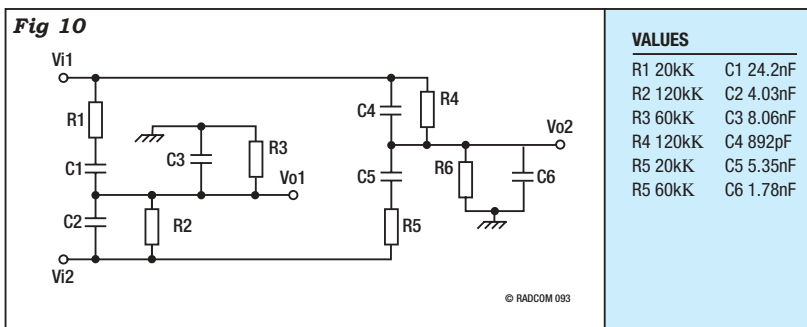 Fig 10
Vi1
R1
C1
C2
Vi2
C3
R3
Vo1
R2
C4
R4
C5
R5
R6
C6
Vo2
© RADCOM 093
VALUES
R1 20kK C1 24.2nF
R2 120kK C2 4.03nF
R3 60kK C3 8.06nF
R4 120kK C4 892pF
R5 20kK C5 5.35nF
R5 60kK C6 1.78nF